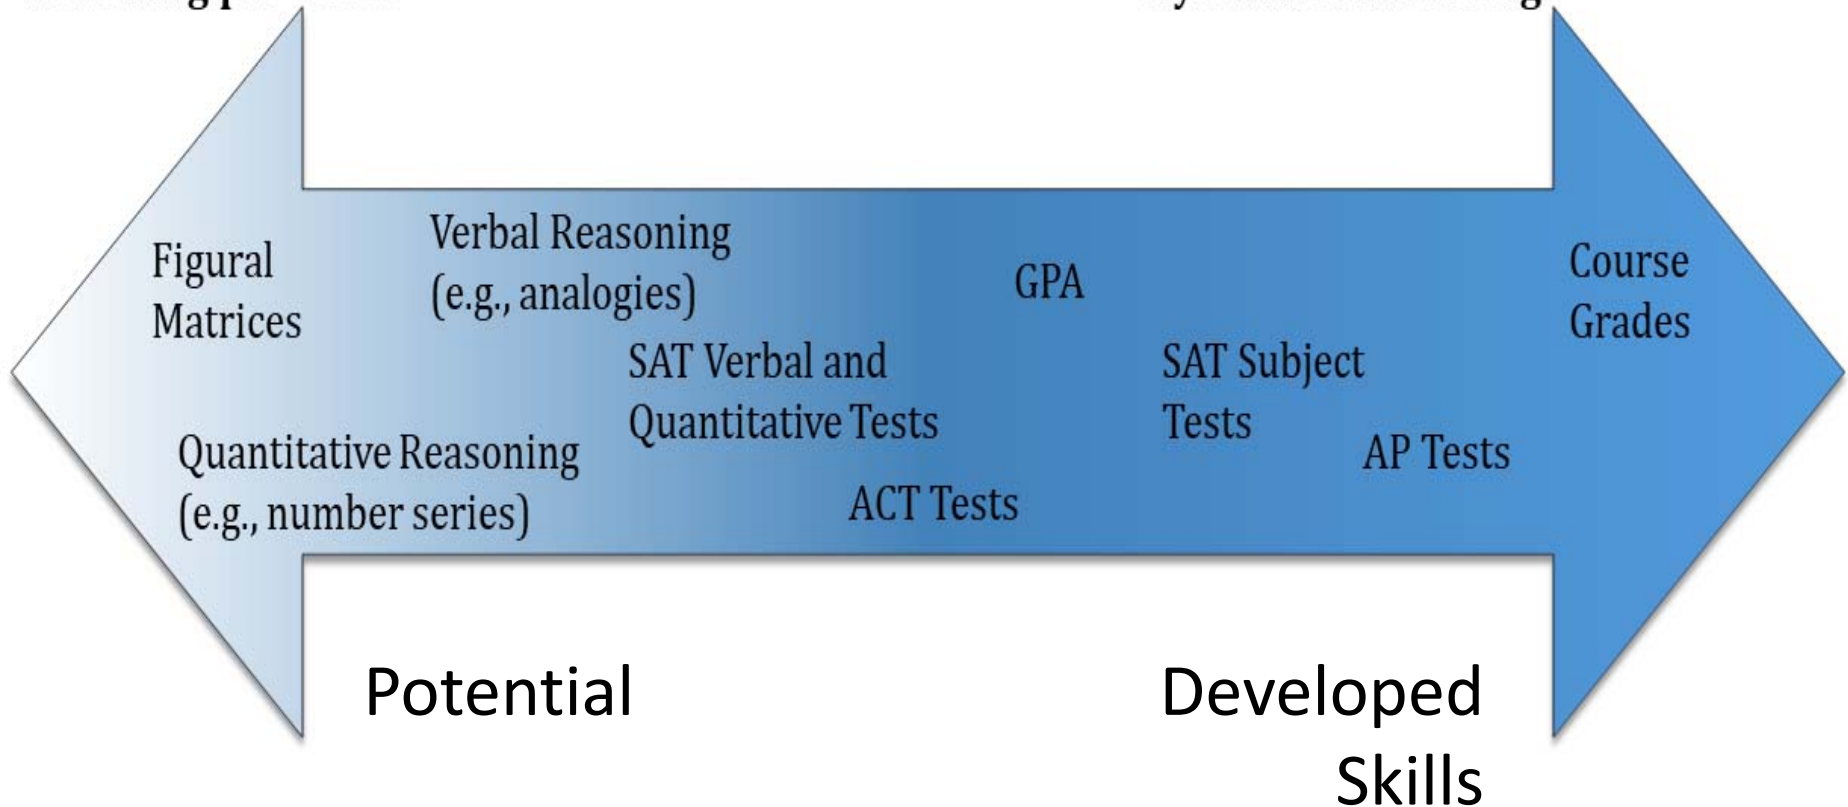 Figural
Matrices
Verbal Reasoning
(e.g., analogies)
GPA
Course
Grades
SAT Verbal and
Quantitative Tests
SAT Subject
Tests
Quantitative Reasoning
(e.g., number series)
ACT Tests
AP Tests
Potential
Developed
Skills